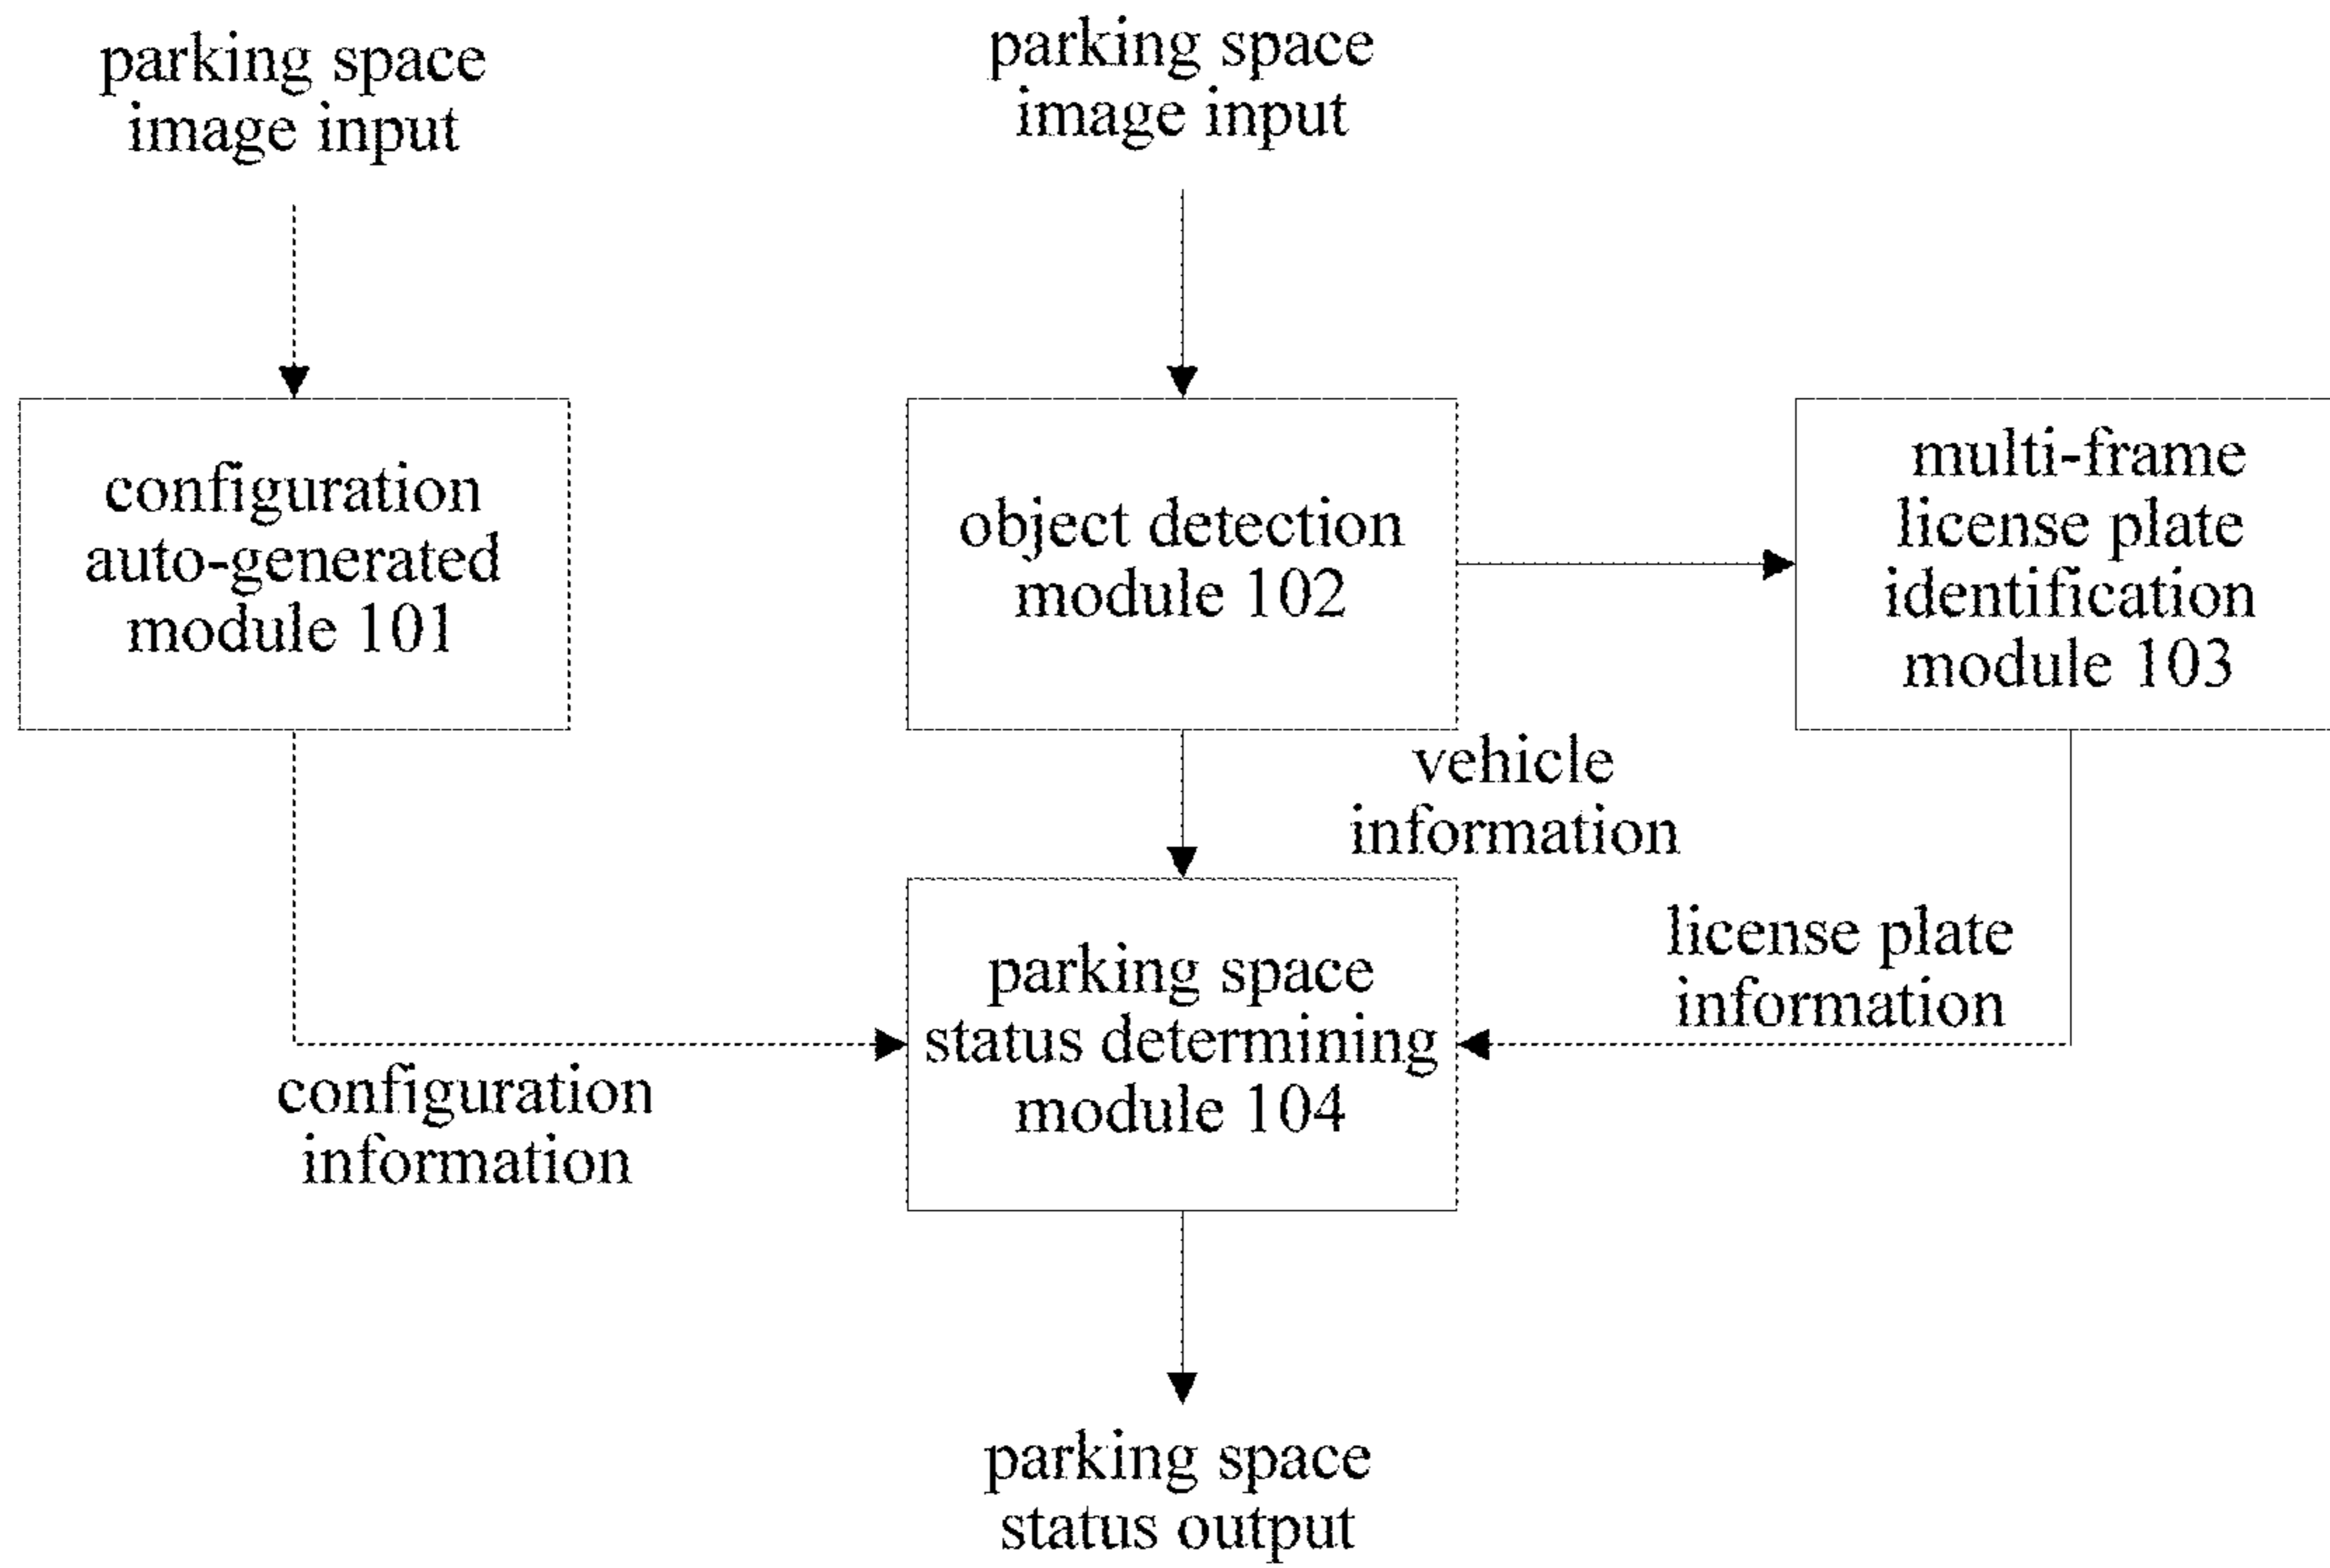 parking space
image input
parking space
image input
configuration
auto-generated
module 101
object detection
module 102
multi-frame
license plate
identification
module 103
vehicle
information
license plate
information
parking space
status determining
module 104
configuration
information
parking space
status output